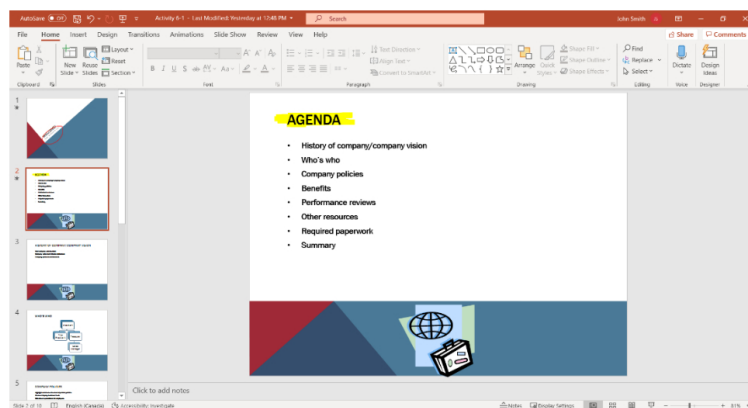 AutoSave Off Activity 6-1 - Last Modified: Yesterday at 12:48 PM Search John Smith
File Home Insert Design Transitions Animations Slide Show Review View Help Share Comments
Paste New Slide Reuse Slides Layout Reset Section Text Direction Align Text Convert to SmartArt Arrange Quick Styles Shape Fill Shape Outline Shape Effects Find Replace Select Dictate Design Ideas
Clipboard Slides Font Paragraph Drawing Editing Voice Designer
1
2
3
4
5
AGENDA
• History of company/company vision
• Who's who
• Company policies
• Benefits
• Performance reviews
• Other resources
• Required paperwork
• Summary
Click to add notes
English (Canada) Accessibility: Investigate Notes Display Settings